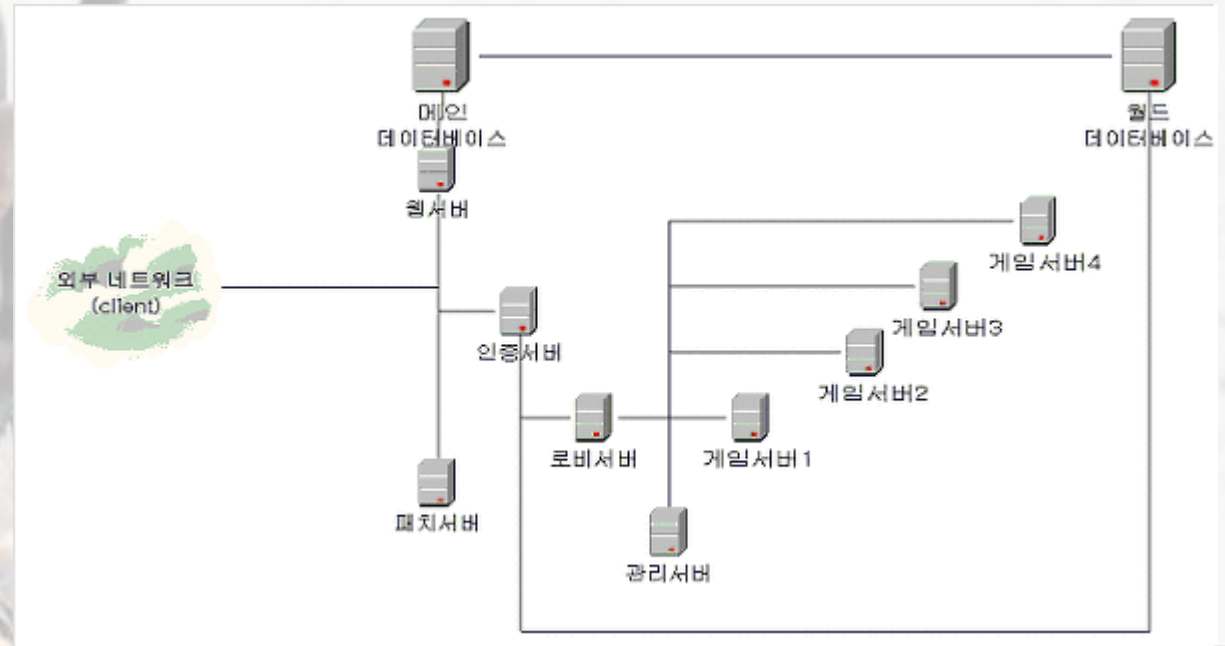 메인
데이터베이스
월드
데이터베이스
웹서버
외부 네트워크
(client)
게임서버4
게임서버3
인증서버
게임서버2
로비서버
게임서버1
패치서버
관리서버